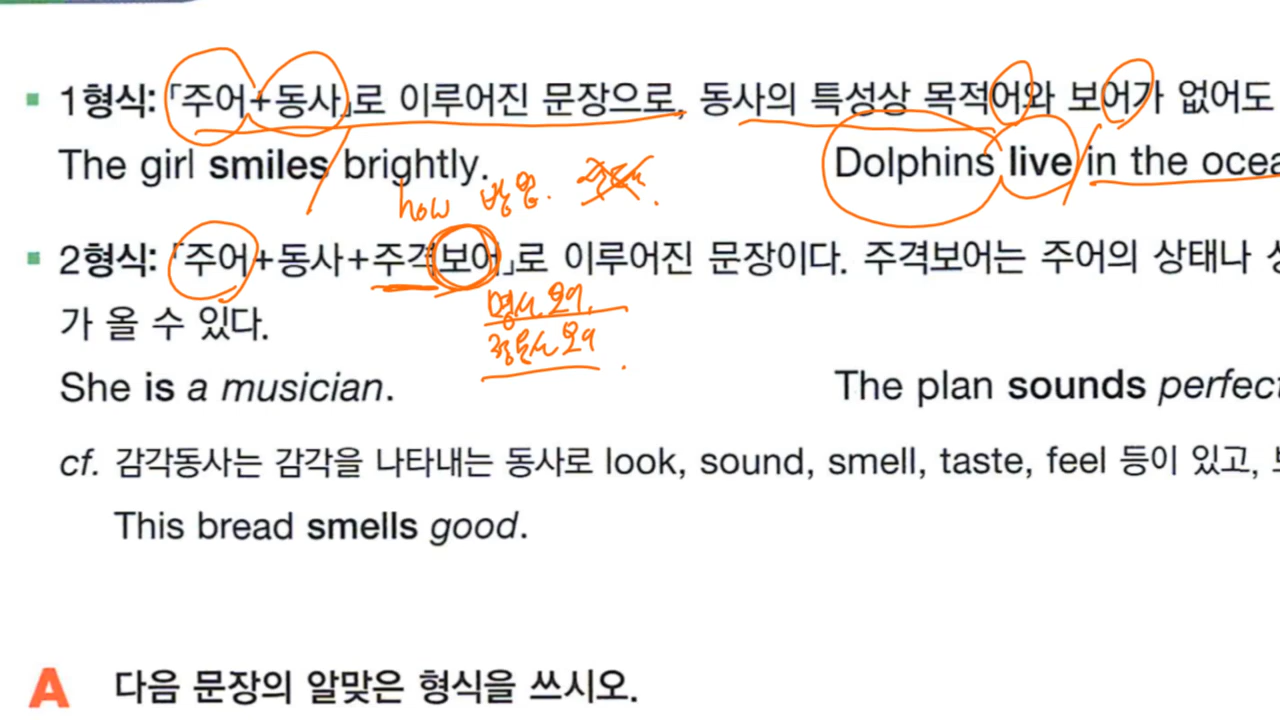 1형식: 「주어+동사」로 이루어진 문장으로, 동사의 특성상 목적어와 보어가 없어도
The girl smiles brightly. Dolphins live in the ocea
how 방용.
2형식: 「주어+동사+주격보어」로 이루어진 문장이다. 주격보어는 주어의 상태나
명사 보어.
형용사 보어
가 올 수 있다.
She is a musician. The plan sounds perfect
cf. 감각동사는 감각을 나타내는 동사로 look, sound, smell, taste, feel 등이 있고,
This bread smells good.
A 다음 문장의 알맞은 형식을 쓰시오.